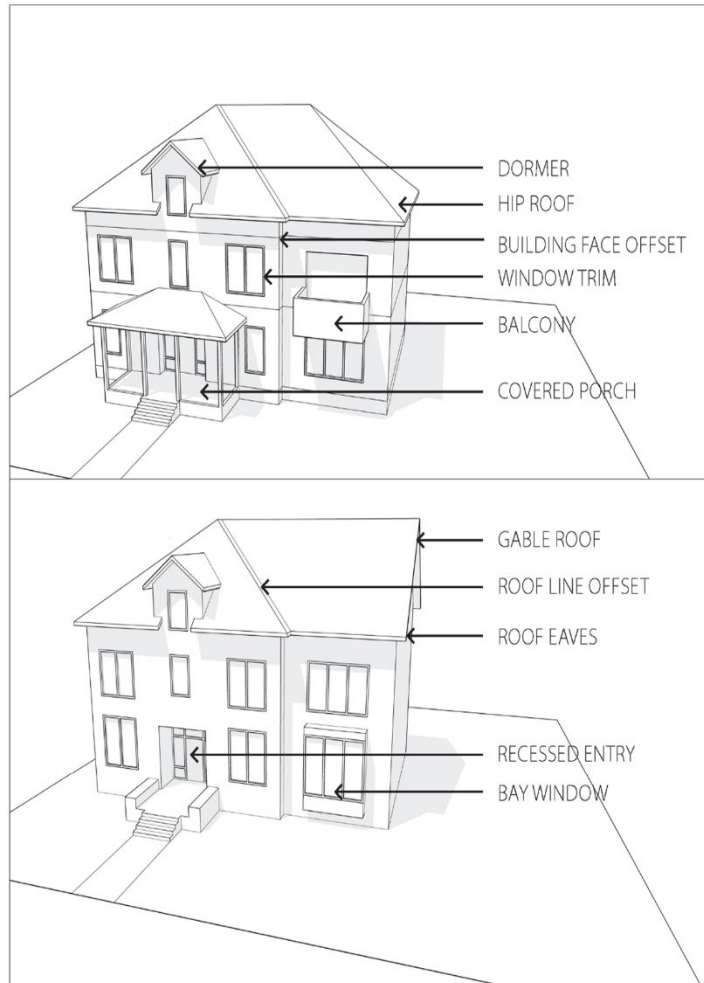 DORMER
HIP ROOF
BUILDING FACE OFFSET
WINDOW TRIM
BALCONY
COVERED PORCH
GABLE ROOF
ROOF LINE OFFSET
ROOF EAVES
RECESSED ENTRY
BAY WINDOW